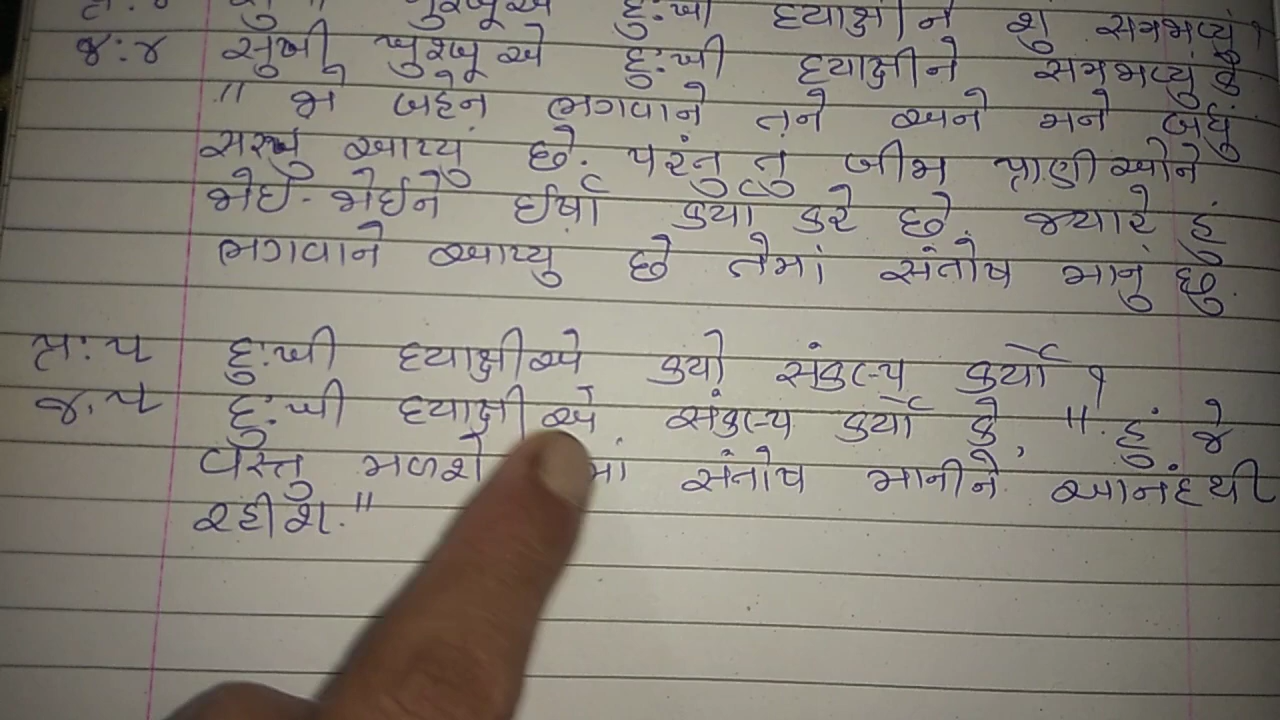 દુઃખી દયાક્ષીને શું સમજાવ્યું?
જ:૪ સુખી ખુશ્બૂએ દુઃખી દયાક્ષીને સમજાવ્યું કે
" જો બહેન ભગવાને તને અને મને બધું
સરખુ આપ્યુ છે. પરંતુ તું બીજા પ્રાણીઓને
જોઈ-જોઈને ઈર્ષા કર્યા કરે છે. જ્યારે હું
ભગવાને આપ્યુ છે તેમાં સંતોષ માનુ છુ.
પ્ર:૫ દુઃખી દયાક્ષીએ કયો સંકલ્પ કર્યો ?
જ.૫ દુઃખી દયાક્ષીએ સંકલ્પ કર્યો કે, " હું જે
વસ્તુ મળશે માં સંતોષ માનીને આનંદથી
રહીશ."